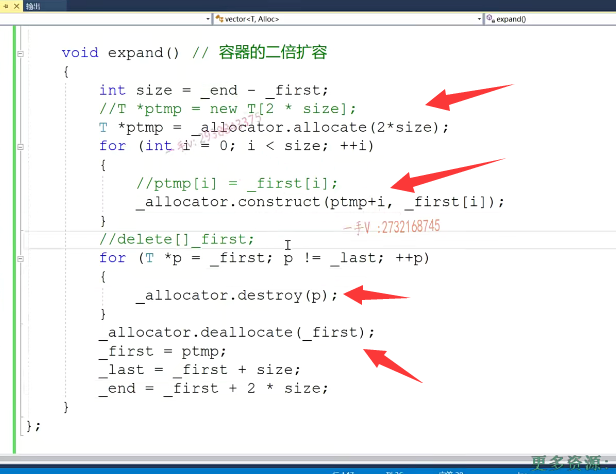 输出
vector<T, Alloc>
expand()
void expand() // 容器的二倍扩容
{
int size = _end - _first;
//T *ptmp = new T[2 * size];
T *ptmp = _allocator.allocate(2*size);
for (int i = 0; i < size; ++i)
{
//ptmp[i] = _first[i];
_allocator.construct(ptmp+i, _first[i]);
}
一手V :2732168745
//delete[]_first;
for (T *p = _first; p != _last; ++p)
{
_allocator.destroy(p);
}
_allocator.deallocate(_first);
_first = ptmp;
_last = _first + size;
_end = _first + 2 * size;
}
};
更多资源: